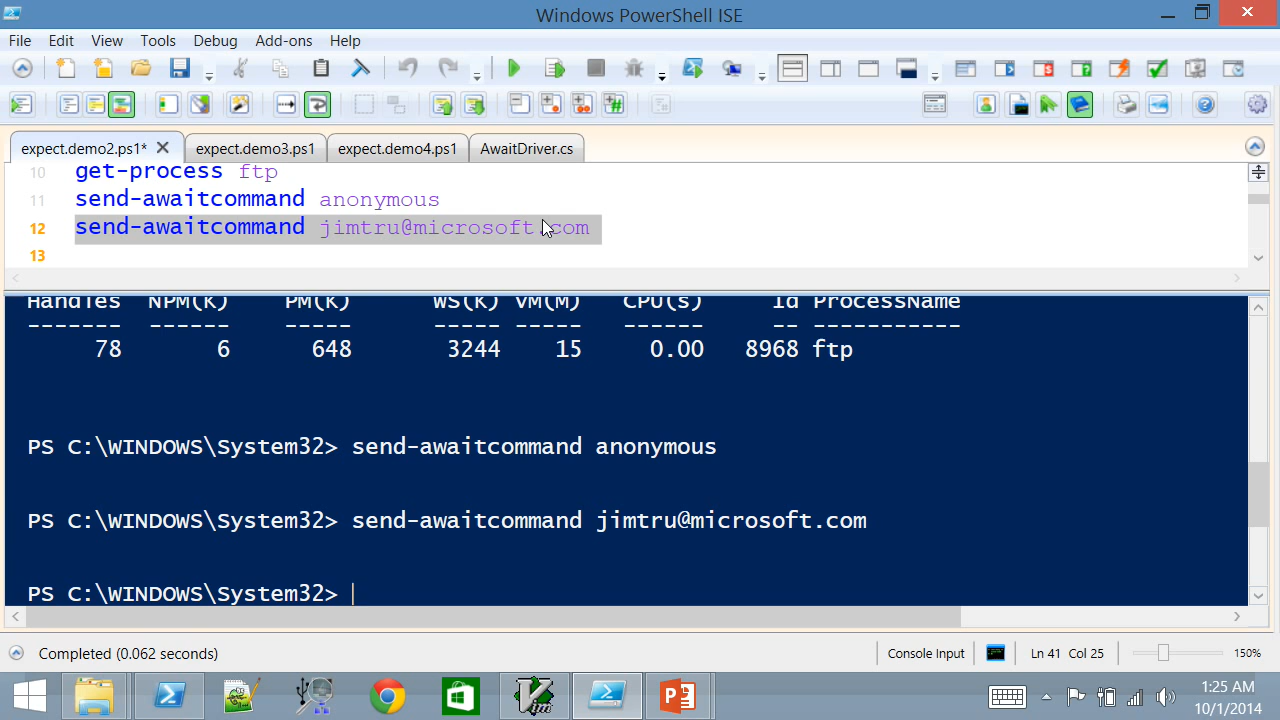 Windows PowerShell ISE
File Edit View Tools Debug Add-ons Help
expect.demo2.ps1* expect.demo3.ps1 expect.demo4.ps1 AwaitDriver.cs
10 get-process ftp
11 send-awaitcommand anonymous
12 send-awaitcommand jimtru@microsoft.com
13
Handles NPM(K) PM(K) WS(K) VM(M) CPU(s) Id ProcessName
------- ------ ----- ----- ----- ------ -- -----------
78 6 648 3244 15 0.00 8968 ftp
PS C:\WINDOWS\System32> send-awaitcommand anonymous
PS C:\WINDOWS\System32> send-awaitcommand jimtru@microsoft.com
PS C:\WINDOWS\System32>
Completed (0.062 seconds) Console Input Ln 41 Col 25 150%
1:25 AM
10/1/2014